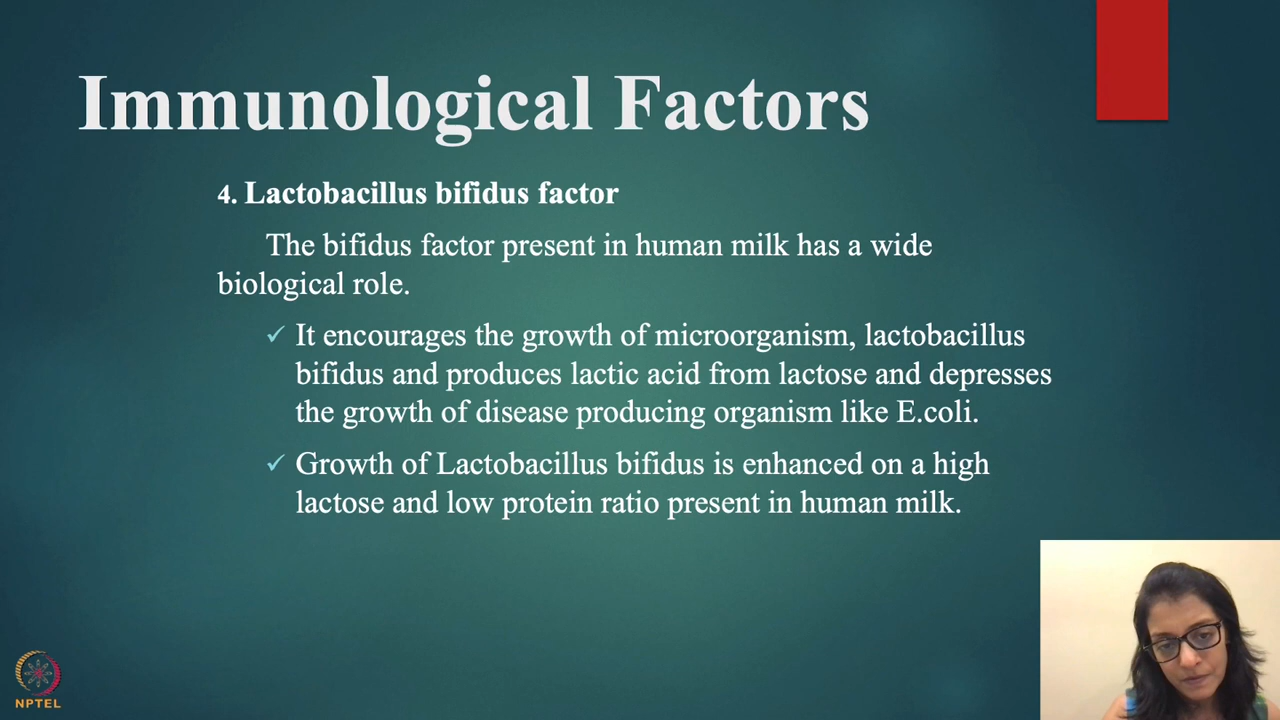 Immunological Factors
4. Lactobacillus bifidus factor
The bifidus factor present in human milk has a wide
biological role.
✓ It encourages the growth of microorganism, lactobacillus
bifidus and produces lactic acid from lactose and depresses
the growth of disease producing organism like E.coli.
✓ Growth of Lactobacillus bifidus is enhanced on a high
lactose and low protein ratio present in human milk.
NPTEL